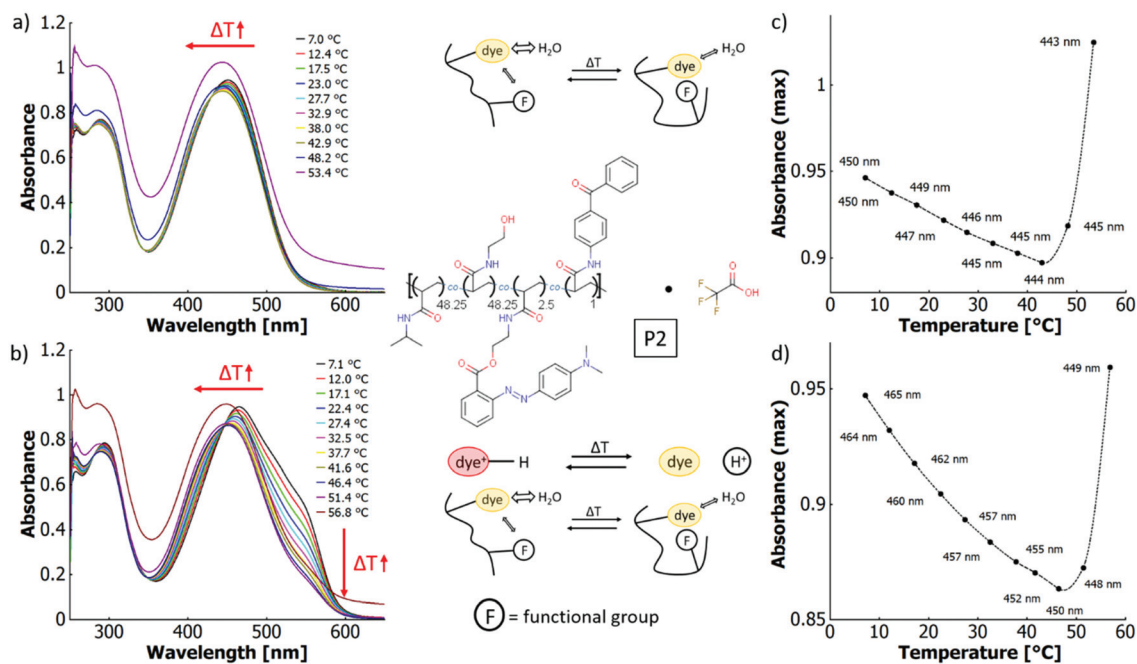 a)
Absorbance
1.2
1
0.8
0.6
0.4
0.2
0
300
400
500
600
Wavelength [nm]
ΔT↑
7.0 °C
12.4 °C
17.5 °C
23.0 °C
27.7 °C
32.9 °C
38.0 °C
42.9 °C
48.2 °C
53.4 °C
b)
Absorbance
1.2
1
0.8
0.6
0.4
0.2
0
300
400
500
600
Wavelength [nm]
ΔT↑
7.1 °C
12.0 °C
17.1 °C
22.4 °C
27.4 °C
32.5 °C
37.7 °C
41.6 °C
46.4 °C
51.4 °C
56.8 °C
ΔT↑
dye
H₂O
F
ΔT
dye
H₂O
F
O
OH
NH
O
NH
O
co
co
co
48.25
48.25
2.5
1
O
NH
O
NH
O
O
N
N
N
F
F
F
O
OH
P2
dye⁺
H
ΔT
dye
H⁺
dye
H₂O
F
ΔT
dye
H₂O
F
F = functional group
c)
Absorbance (max)
1
0.95
0.9
0
10
20
30
40
50
60
Temperature [°C]
450 nm
450 nm
449 nm
447 nm
446 nm
445 nm
445 nm
444 nm
445 nm
443 nm
d)
Absorbance (max)
0.95
0.9
0.85
0
10
20
30
40
50
60
Temperature [°C]
465 nm
464 nm
462 nm
460 nm
457 nm
457 nm
455 nm
452 nm
450 nm
448 nm
449 nm